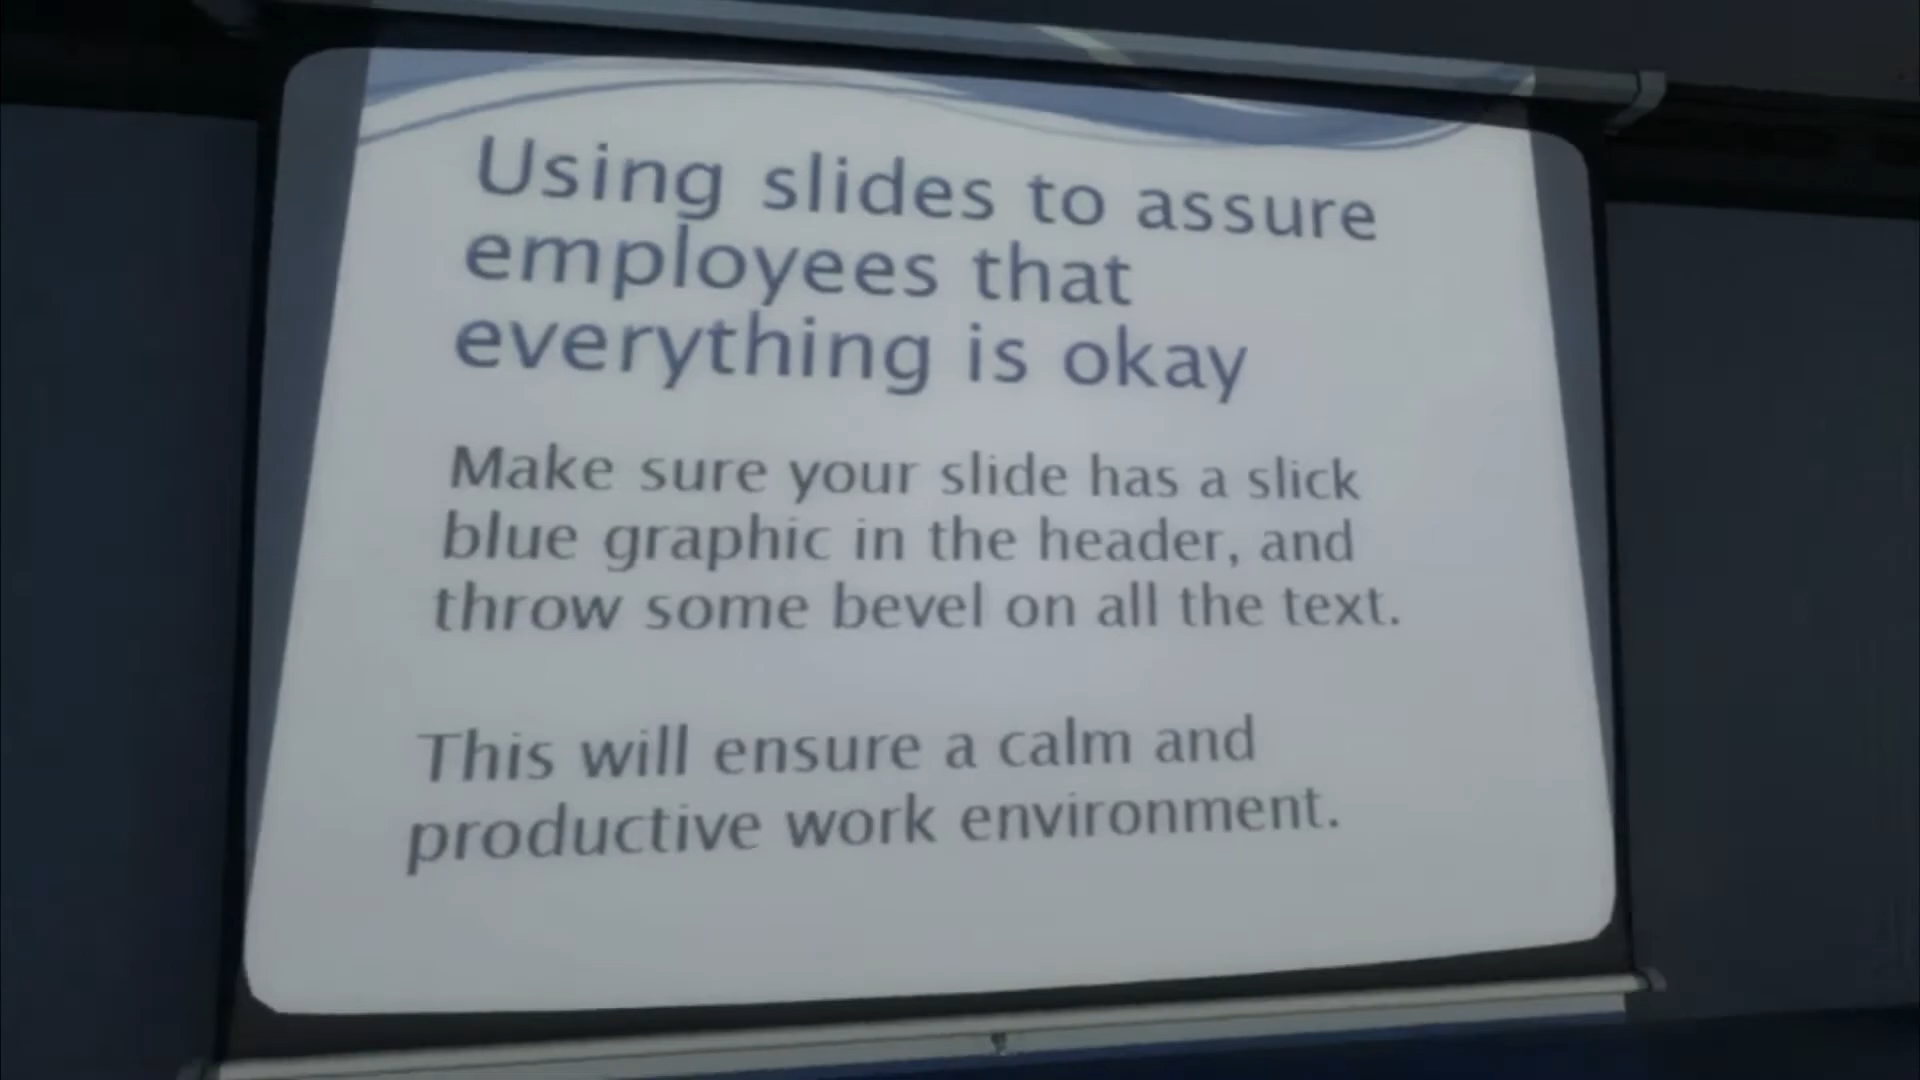 Using slides to assure
employees that
everything is okay
Make sure your slide has a slick
blue graphic in the header, and
throw some bevel on all the text.
This will ensure a calm and
productive work environment.